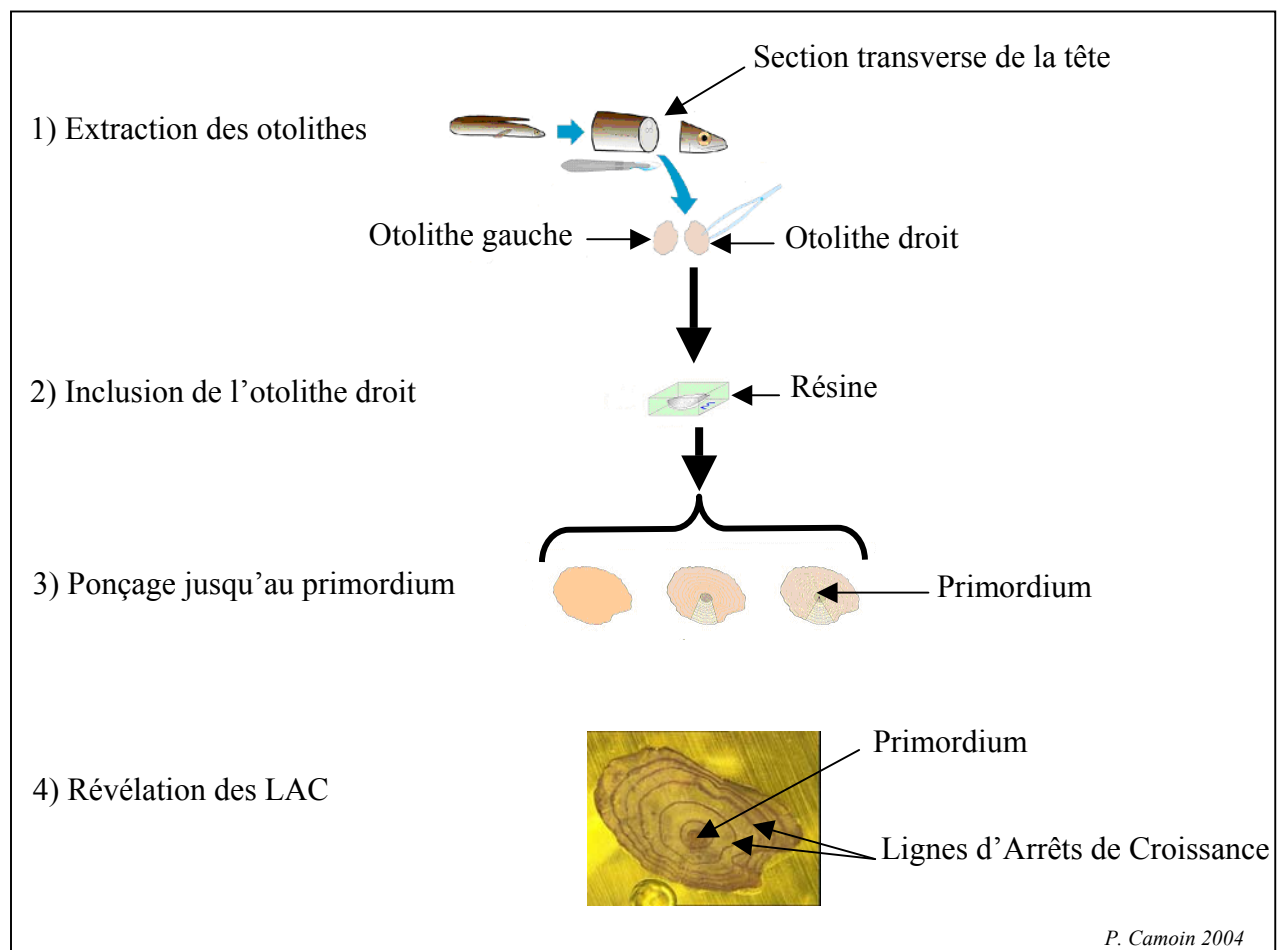 Section transverse de la tête
1) Extraction des otolithes
Otolithe gauche
Otolithe droit
2) Inclusion de l'otolithe droit
Résine
3) Ponçage jusqu'au primordium
Primordium
Primordium
4) Révélation des LAC
Lignes d'Arrêts de Croissance
P. Camoin 2004